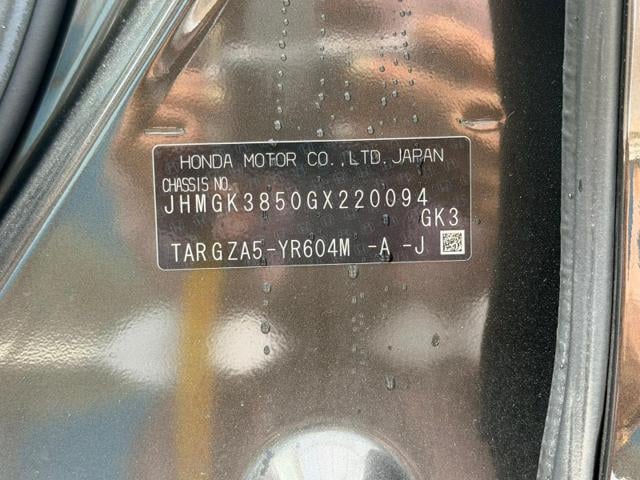 HONDA MOTOR CO.,LTD.JAPAN
CHASSIS NO.
JHMGK3850GX220094
GK3
TARGZA5-YR604M -A -J